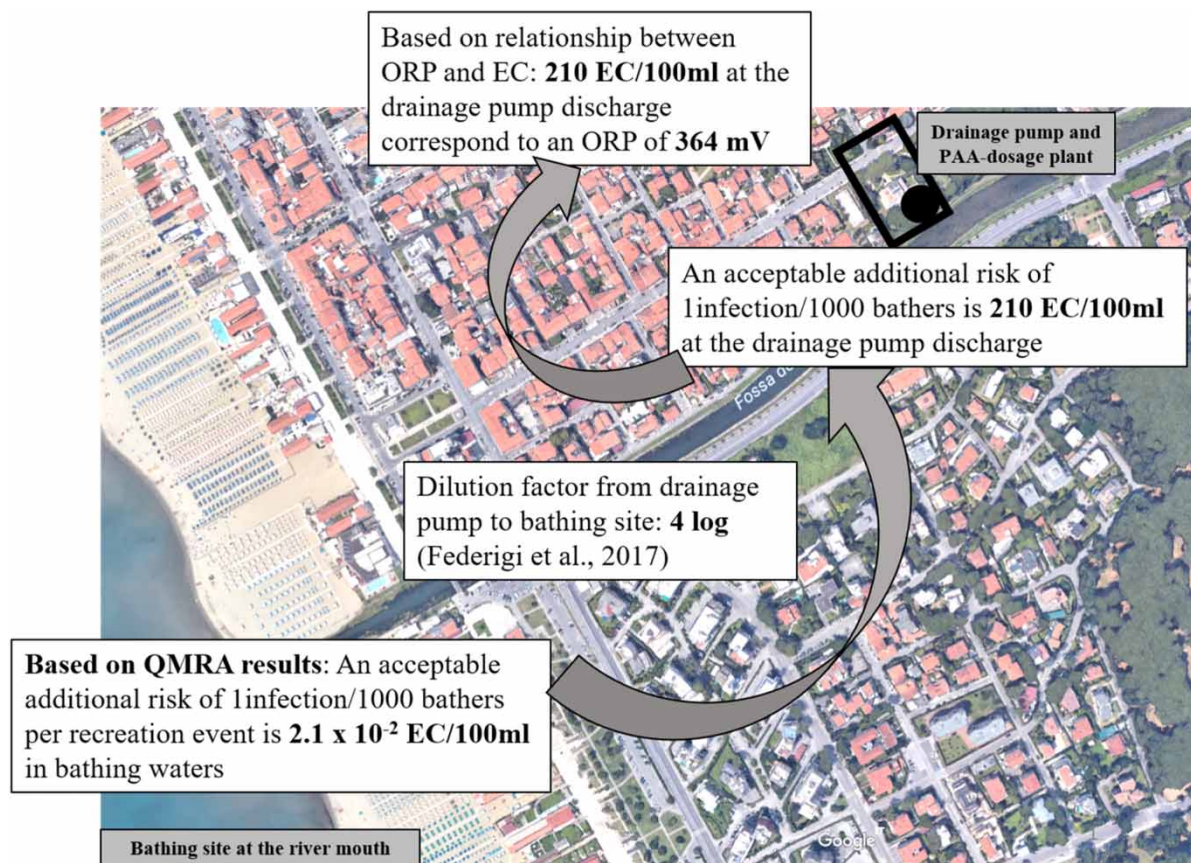 Based on relationship between
ORP and EC: 210 EC/100ml at the
drainage pump discharge
correspond to an ORP of 364 mV
Drainage pump and
PAA-dosage plant
An acceptable additional risk of
1infection/1000 bathers is 210 EC/100ml
at the drainage pump discharge
Fossa
Dilution factor from drainage
pump to bathing site: 4 log
(Federigi et al., 2017)
Based on QMRA results: An acceptable
additional risk of 1infection/1000 bathers
per recreation event is 2.1 x 10⁻² EC/100ml
in bathing waters
Google
Bathing site at the river mouth